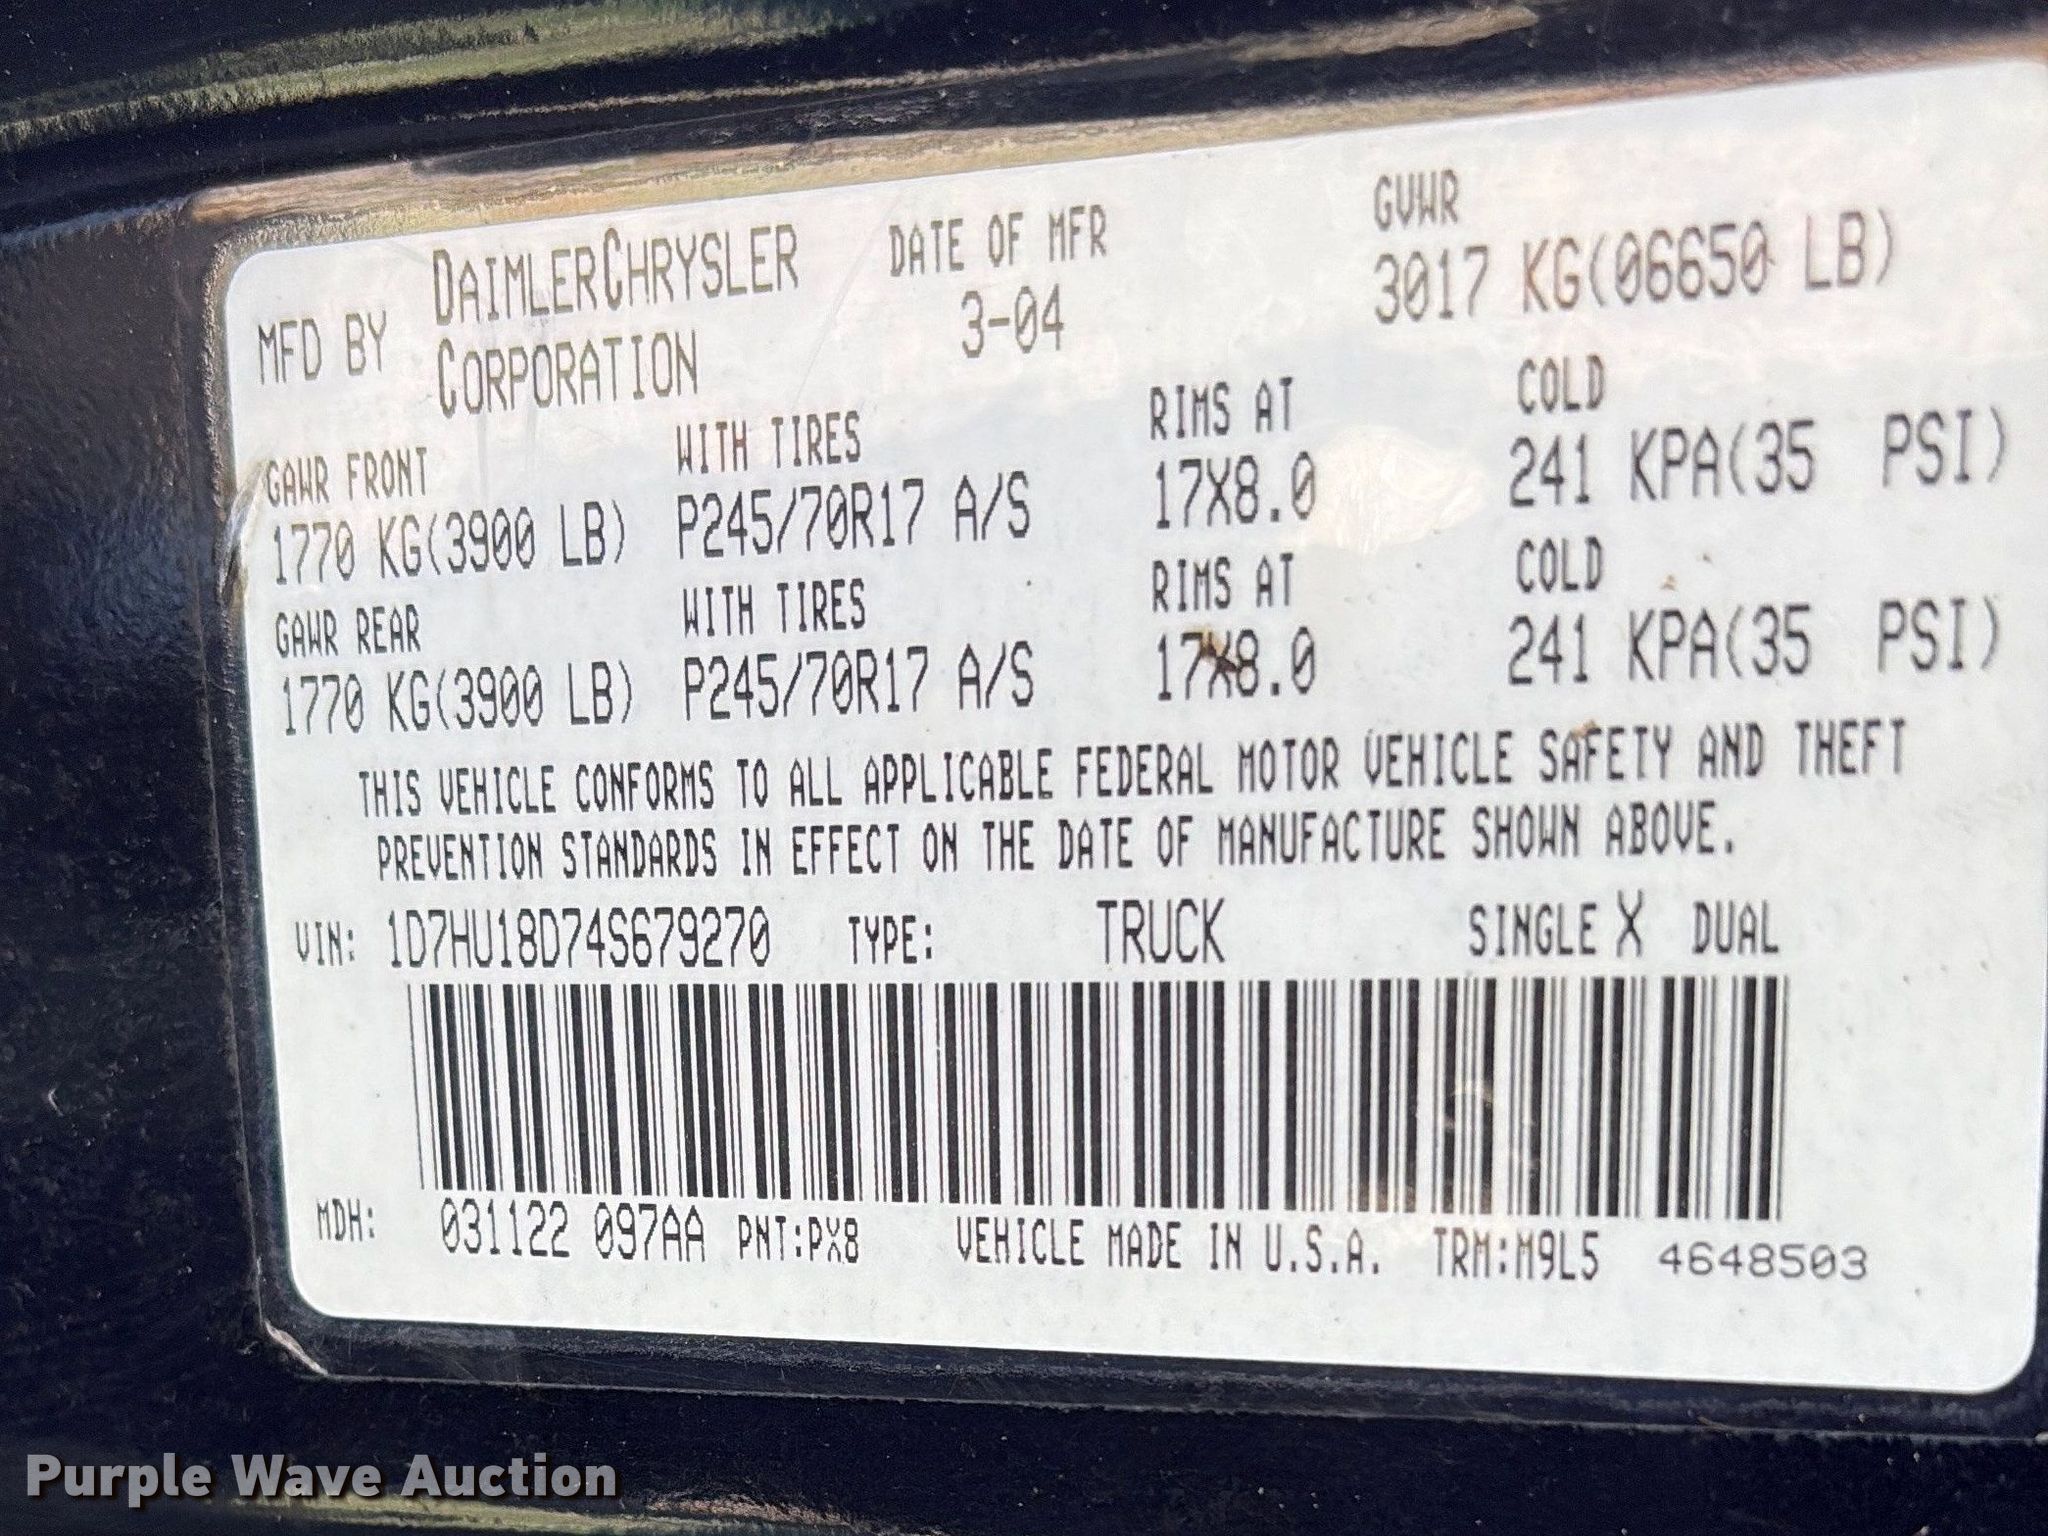 MFD BY DAIMLERCHRYSLER CORPORATION
DATE OF MFR
3-04
GVWR
3017 KG(06650 LB)
GAWR FRONT WITH TIRES RIMS AT COLD
1770 KG(3900 LB) P245/70R17 A/S 17X8.0 241 KPA(35 PSI)
GAWR REAR WITH TIRES RIMS AT COLD
1770 KG(3900 LB) P245/70R17 A/S 17X8.0 241 KPA(35 PSI)
THIS VEHICLE CONFORMS TO ALL APPLICABLE FEDERAL MOTOR VEHICLE SAFETY AND THEFT
PREVENTION STANDARDS IN EFFECT ON THE DATE OF MANUFACTURE SHOWN ABOVE.
VIN: 1D7HU18D74S679270 TYPE: TRUCK SINGLE X DUAL
MDH: 031122 097AA PNT:PX8 VEHICLE MADE IN U.S.A. TRM:M9L5 4648503
Purple Wave Auction